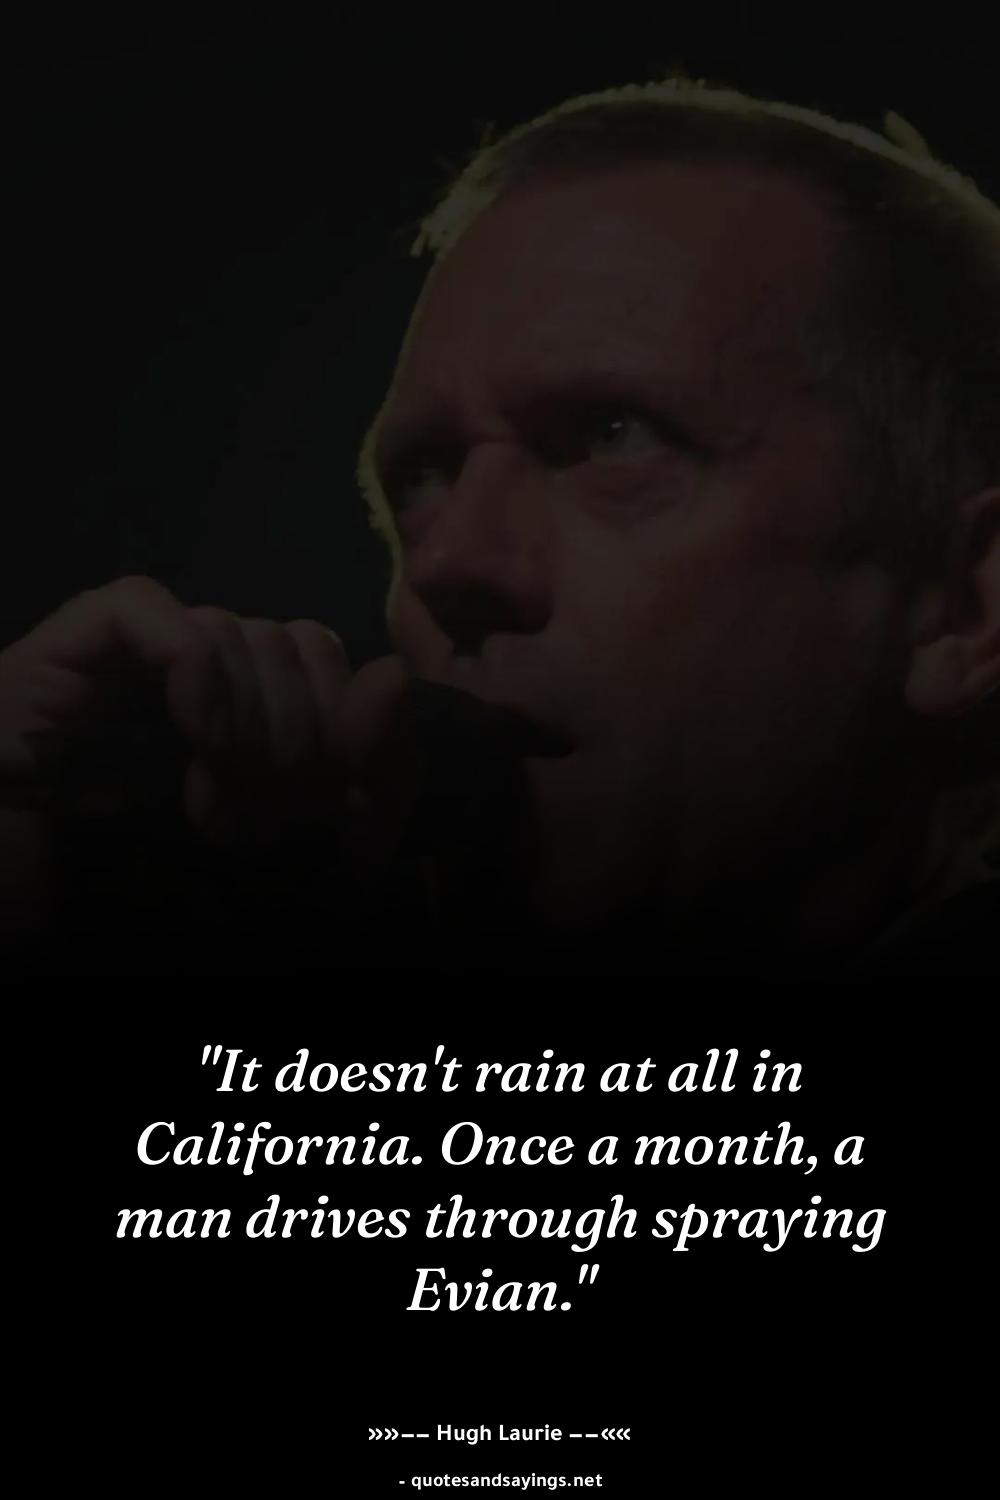 "It doesn't rain at all in
California. Once a month, a
man drives through spraying
Evian."
»»–– Hugh Laurie ––««
- quotesandsayings.net